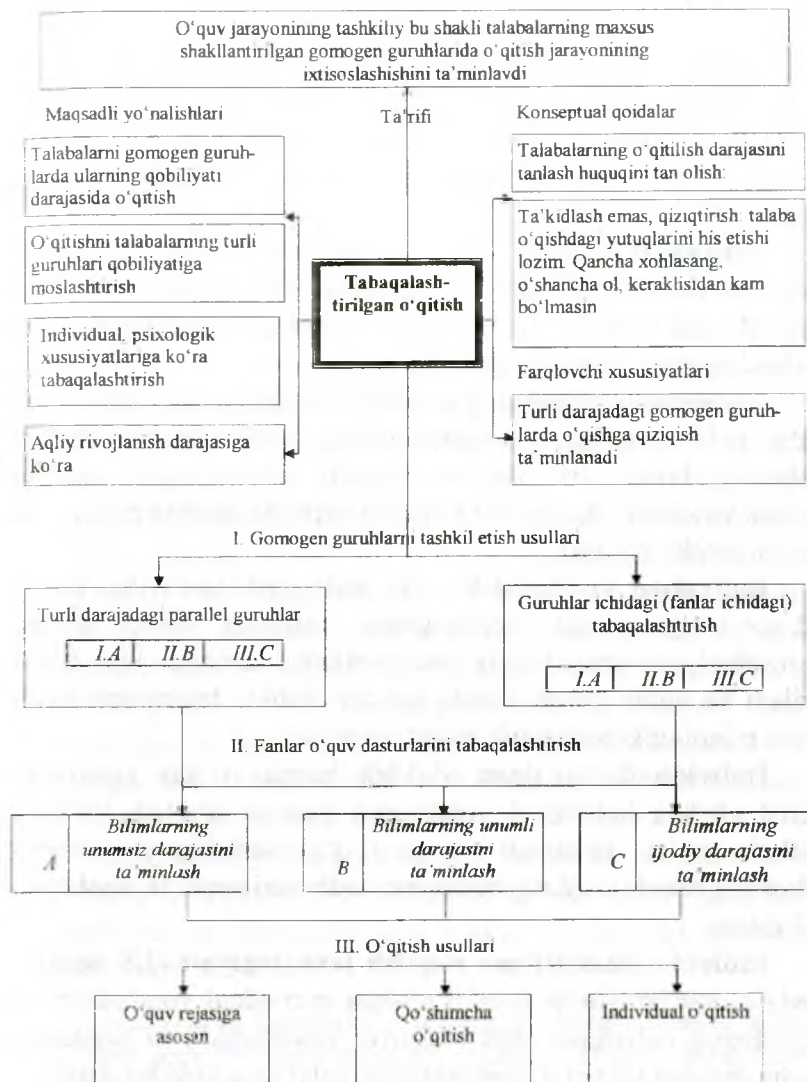 O‘quv jarayonining tashkiliy bu shakli talabalarning maxsus
shakllantirilgan gomogen guruhlarida o‘qitish jarayonining
ixtisoslashishini ta’minlavdi
Maqsadli yo‘nalishlari
Ta’rifi
Konseptual qoidalar
Talabalarni gomogen guruh-
larda ularning qobiliyati
darajasida o‘qitish
O‘qitishni talabalarning turli
guruhlari qobiliyatiga
moslashtirish
Individual, psixologik
xususiyatlariga ko‘ra
tabaqalashtirish
Aqliy rivojlanish darajasiga
ko‘ra
Tabaqalash-
tirilgan o‘qitish
Talabalarning o‘qitilish darajasini
tanlash huquqini tan olish:
Ta’kidlash emas, qiziqtirish: talaba
o‘qishdagi yutuqlarini his etishi
lozim. Qancha xohlasang,
o‘shancha ol, keraklisidan kam
bo‘lmasin
Farqlovchi xususiyatlari
Turli darajadagi gomogen guruh-
larda o‘qishga qiziqish
ta’minlanadi
I. Gomogen guruhlarni tashkil etish usullari
Turli darajadagi parallel guruhlar
I.A II.B III.C
Guruhlar ichidagi (fanlar ichidagi)
tabaqalashtirish
I.A II.B III.C
II. Fanlar o‘quv dasturlarini tabaqalashtirish
A
Bilimlarning
unumsiz darajasini
ta’minlash
B
Bilimlarning unumli
darajasini
ta’minlash
C
Bilimlarning
ijodiy darajasini
ta’minlash
III. O‘qitish usullari
O‘quv rejasiga
asosan
Qo‘shimcha
o‘qitish
Individual o‘qitish